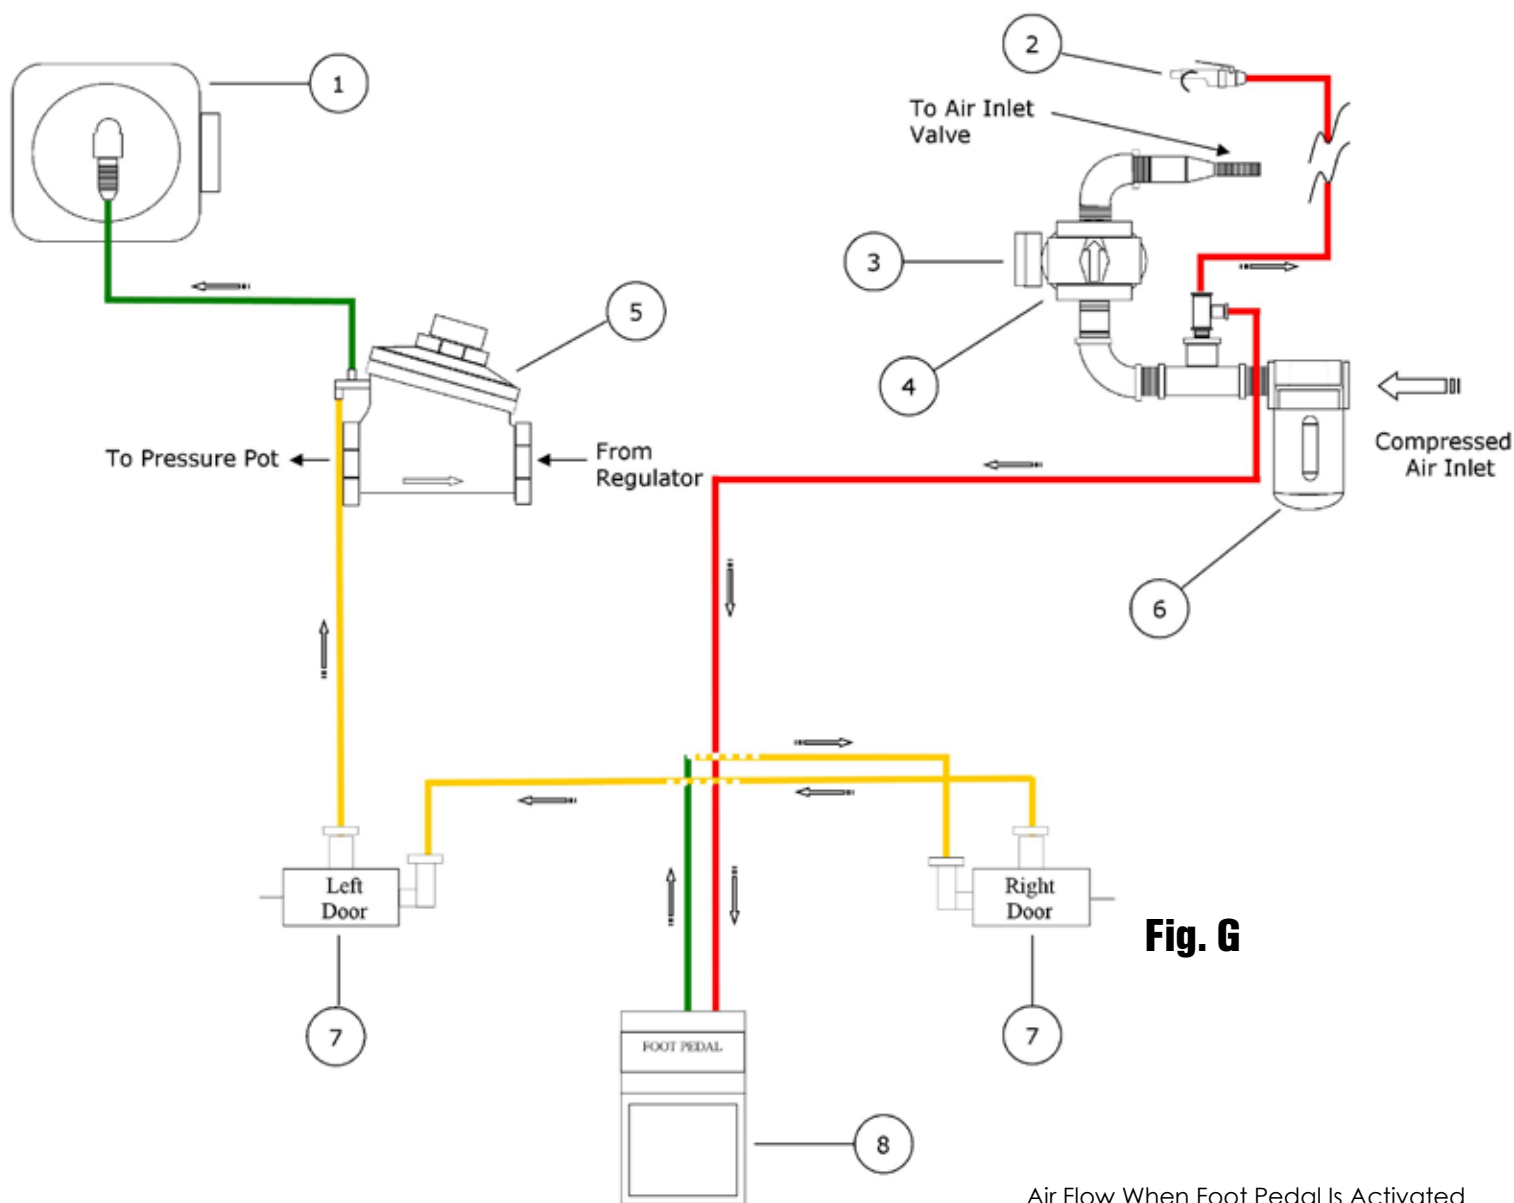 1
2
To Air Inlet
Valve
3
4
5
To Pressure Pot
From
Regulator
Compressed
Air Inlet
6
Left
Door
Right
Door
Fig. G
7
7
FOOT PEDAL
8
Air Flow When Foot Pedal Is Activated